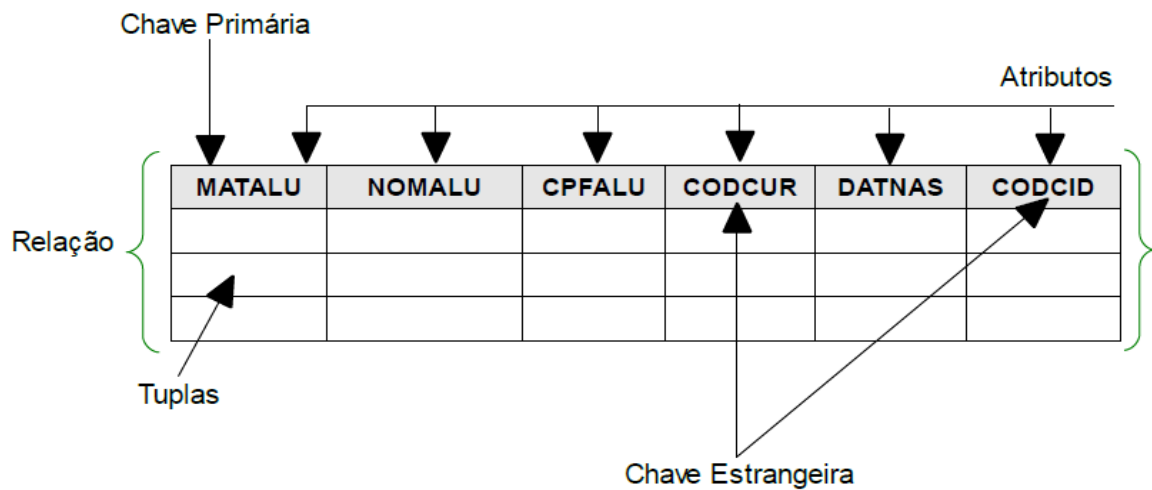 Chave Primária
Atributos
MATALU NOMALU CPFALU CODCUR DATNAS CODCID
Relação
Tuplas
Chave Estrangeira